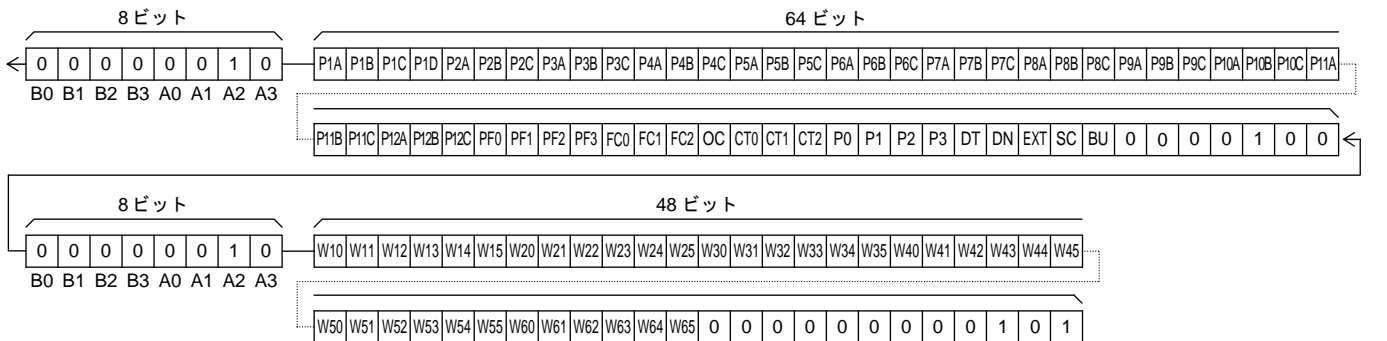 8 ビット 64 ビット
0 0 0 0 0 0 1 0 P1A P1B P1C P1D P2A P2B P2C P3A P3B P3C P4A P4B P4C P5A P5B P5C P6A P6B P6C P7A P7B P7C P8A P8B P8C P9A P9B P9C P10A P10B P10C P11A
B0 B1 B2 B3 A0 A1 A2 A3
P11B P11C P12A P12B P12C PF0 PF1 PF2 PF3 FC0 FC1 FC2 OC CT0 CT1 CT2 P0 P1 P2 P3 DT DN EXT SC BU 0 0 0 0 1 0 0
8 ビット 48 ビット
0 0 0 0 0 0 1 0 W10 W11 W12 W13 W14 W15 W20 W21 W22 W23 W24 W25 W30 W31 W32 W33 W34 W35 W40 W41 W42 W43 W44 W45
B0 B1 B2 B3 A0 A1 A2 A3
W50 W51 W52 W53 W54 W55 W60 W61 W62 W63 W64 W65 0 0 0 0 0 0 0 0 0 1 0 1